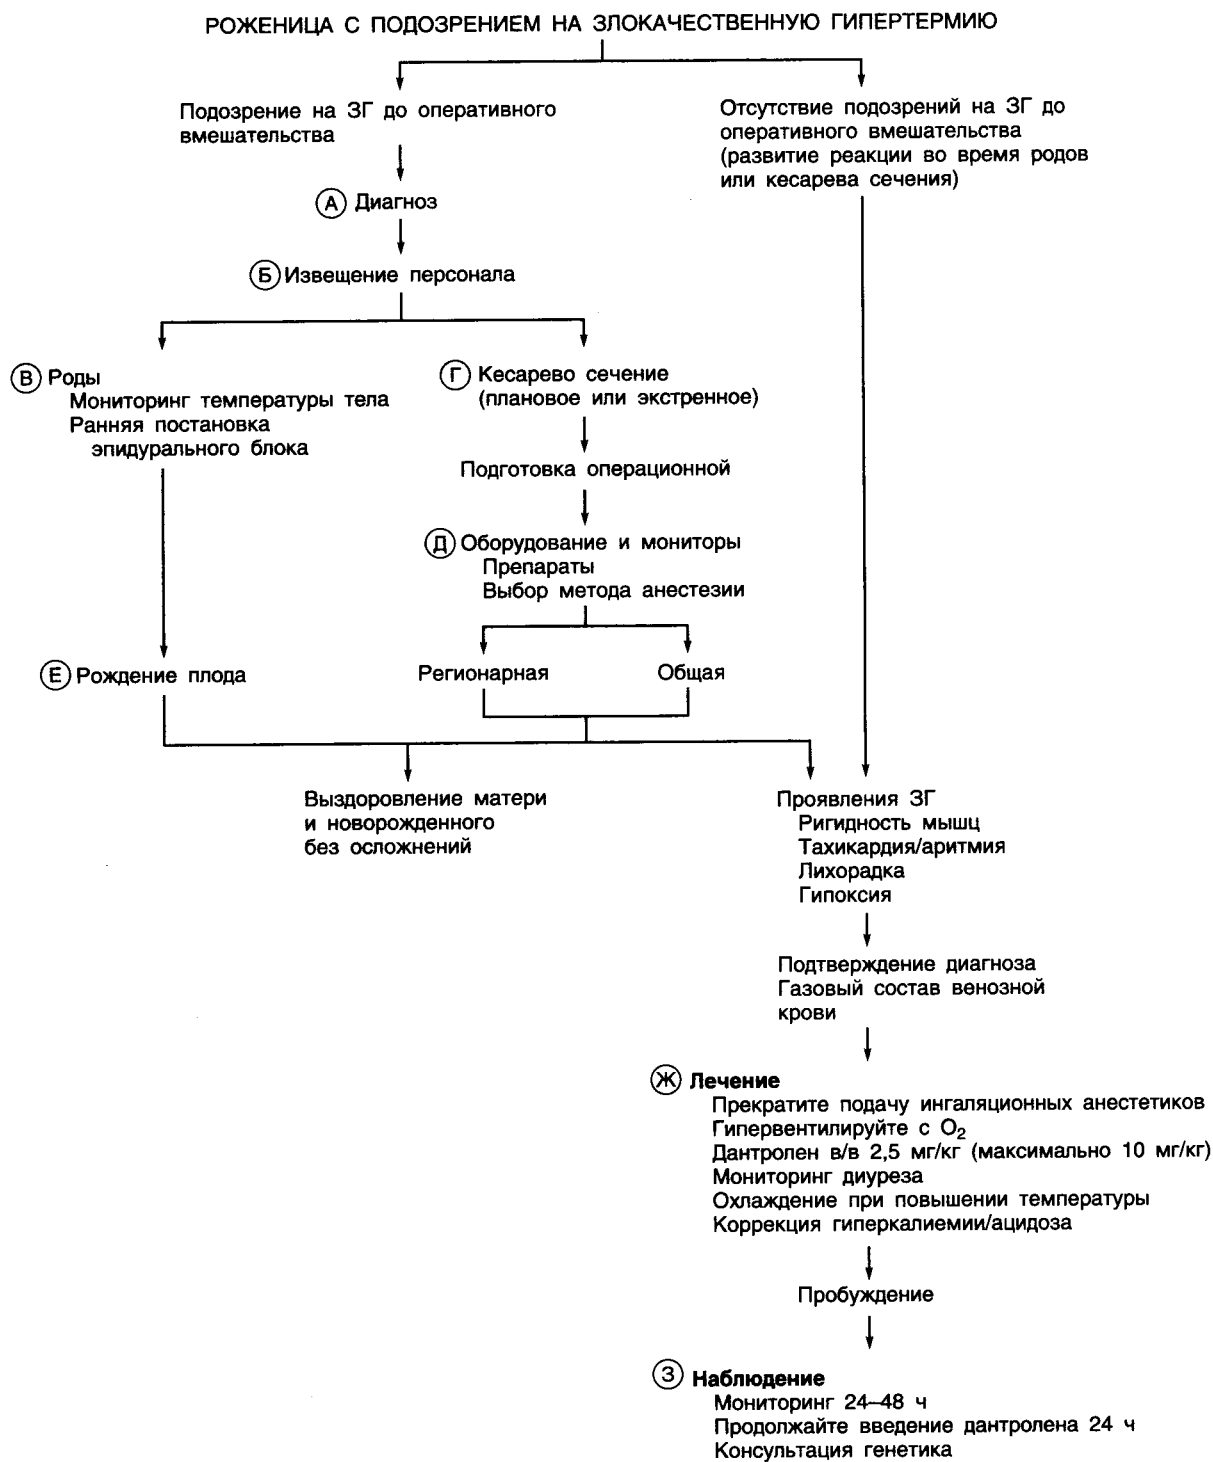 РОЖЕНИЦА С ПОДОЗРЕНИЕМ НА ЗЛОКАЧЕСТВЕННУЮ ГИПЕРТЕРМИЮ
Подозрение на ЗГ до оперативного
вмешательства
Отсутствие подозрений на ЗГ до
оперативного вмешательства
(развитие реакции во время родов
или кесарева сечения)
А Диагноз
Б Извещение персонала
В Роды
Мониторинг температуры тела
Ранняя постановка
эпидурального блока
Г Кесарево сечение
(плановое или экстренное)
Подготовка операционной
Д Оборудование и мониторы
Препараты
Выбор метода анестезии
Е Рождение плода
Регионарная
Общая
Выздоровление матери
и новорожденного
без осложнений
Проявления ЗГ
Ригидность мышц
Тахикардия/аритмия
Лихорадка
Гипоксия
Подтверждение диагноза
Газовый состав венозной
крови
Ж Лечение
Прекратите подачу ингаляционных анестетиков
Гипервентилируйте с O₂
Дантролен в/в 2,5 мг/кг (максимально 10 мг/кг)
Мониторинг диуреза
Охлаждение при повышении температуры
Коррекция гиперкалиемии/ацидоза
Пробуждение
З Наблюдение
Мониторинг 24–48 ч
Продолжайте введение дантролена 24 ч
Консультация генетика